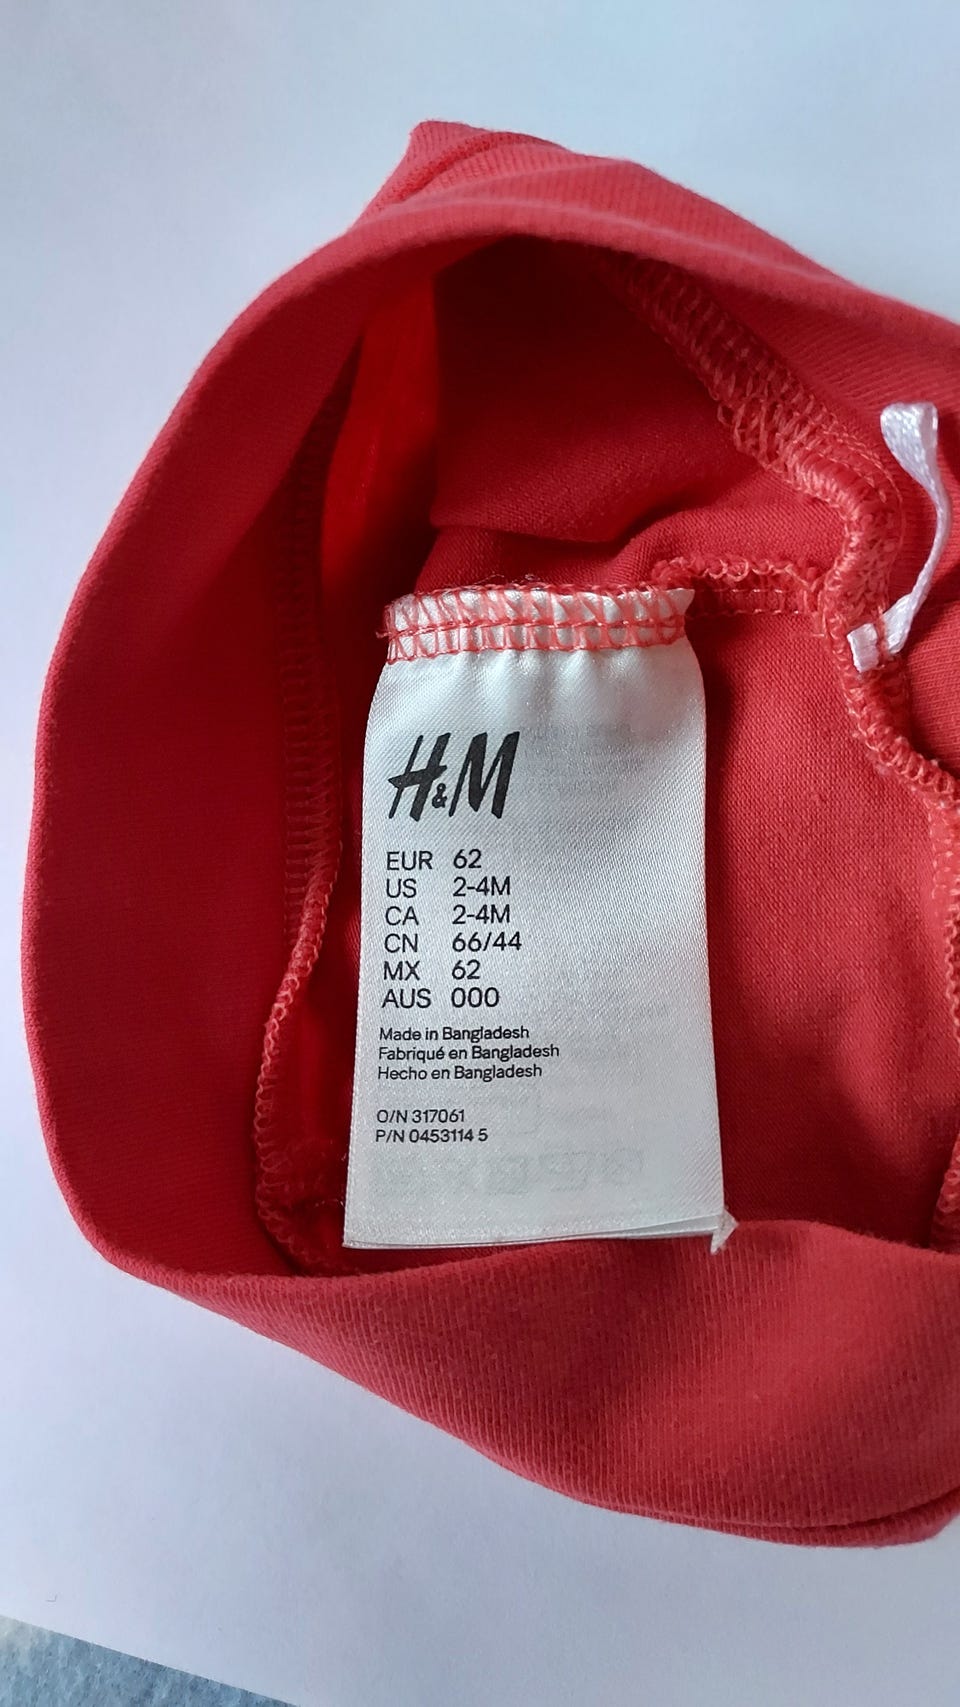 H&M
EUR 62
US 2-4M
CA 2-4M
CN 66/44
MX 62
AUS 000
Made in Bangladesh
Fabriqué en Bangladesh
Hecho en Bangladesh
O/N 317061
P/N 0453114 5